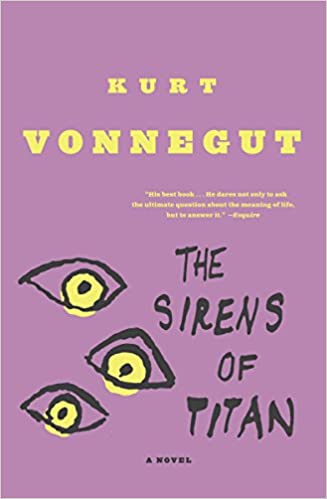 KURT
VONNEGUT
"His best book . . . He dares not only to ask
the ultimate question about the meaning of life,
but to answer it." —Esquire
THE
SIRENS
OF
TITAN
A NOVEL